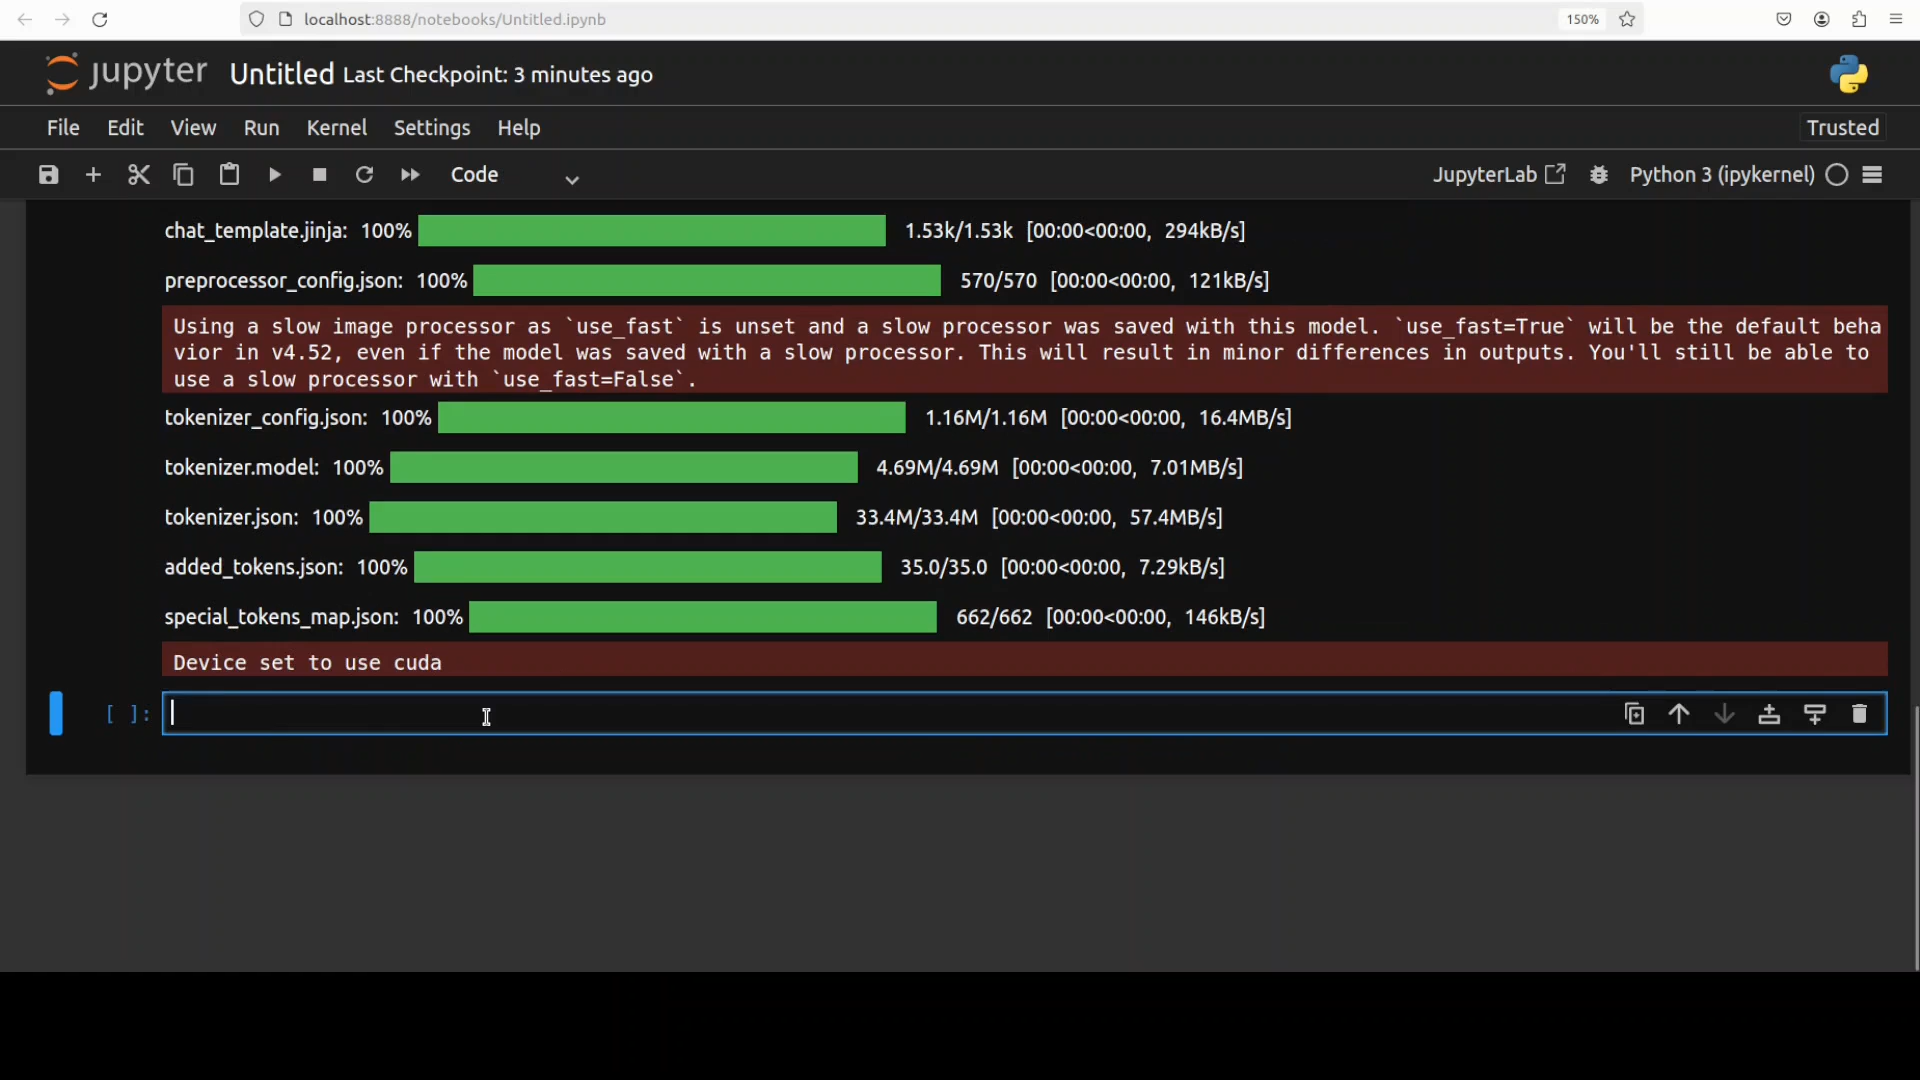 localhost:8888/notebooks/Untitled.ipynb 150%
jupyter Untitled Last Checkpoint: 3 minutes ago
File Edit View Run Kernel Settings Help Trusted
Code JupyterLab Python 3 (ipykernel)
chat_template.jinja: 100% 1.53k/1.53k [00:00<00:00, 294kB/s]
preprocessor_config.json: 100% 570/570 [00:00<00:00, 121kB/s]
Using a slow image processor as `use_fast` is unset and a slow processor was saved with this model. `use_fast=True` will be the default beha
vior in v4.52, even if the model was saved with a slow processor. This will result in minor differences in outputs. You'll still be able to
use a slow processor with `use_fast=False`.
tokenizer_config.json: 100% 1.16M/1.16M [00:00<00:00, 16.4MB/s]
tokenizer.model: 100% 4.69M/4.69M [00:00<00:00, 7.01MB/s]
tokenizer.json: 100% 33.4M/33.4M [00:00<00:00, 57.4MB/s]
added_tokens.json: 100% 35.0/35.0 [00:00<00:00, 7.29kB/s]
special_tokens_map.json: 100% 662/662 [00:00<00:00, 146kB/s]
Device set to use cuda
[ ]: